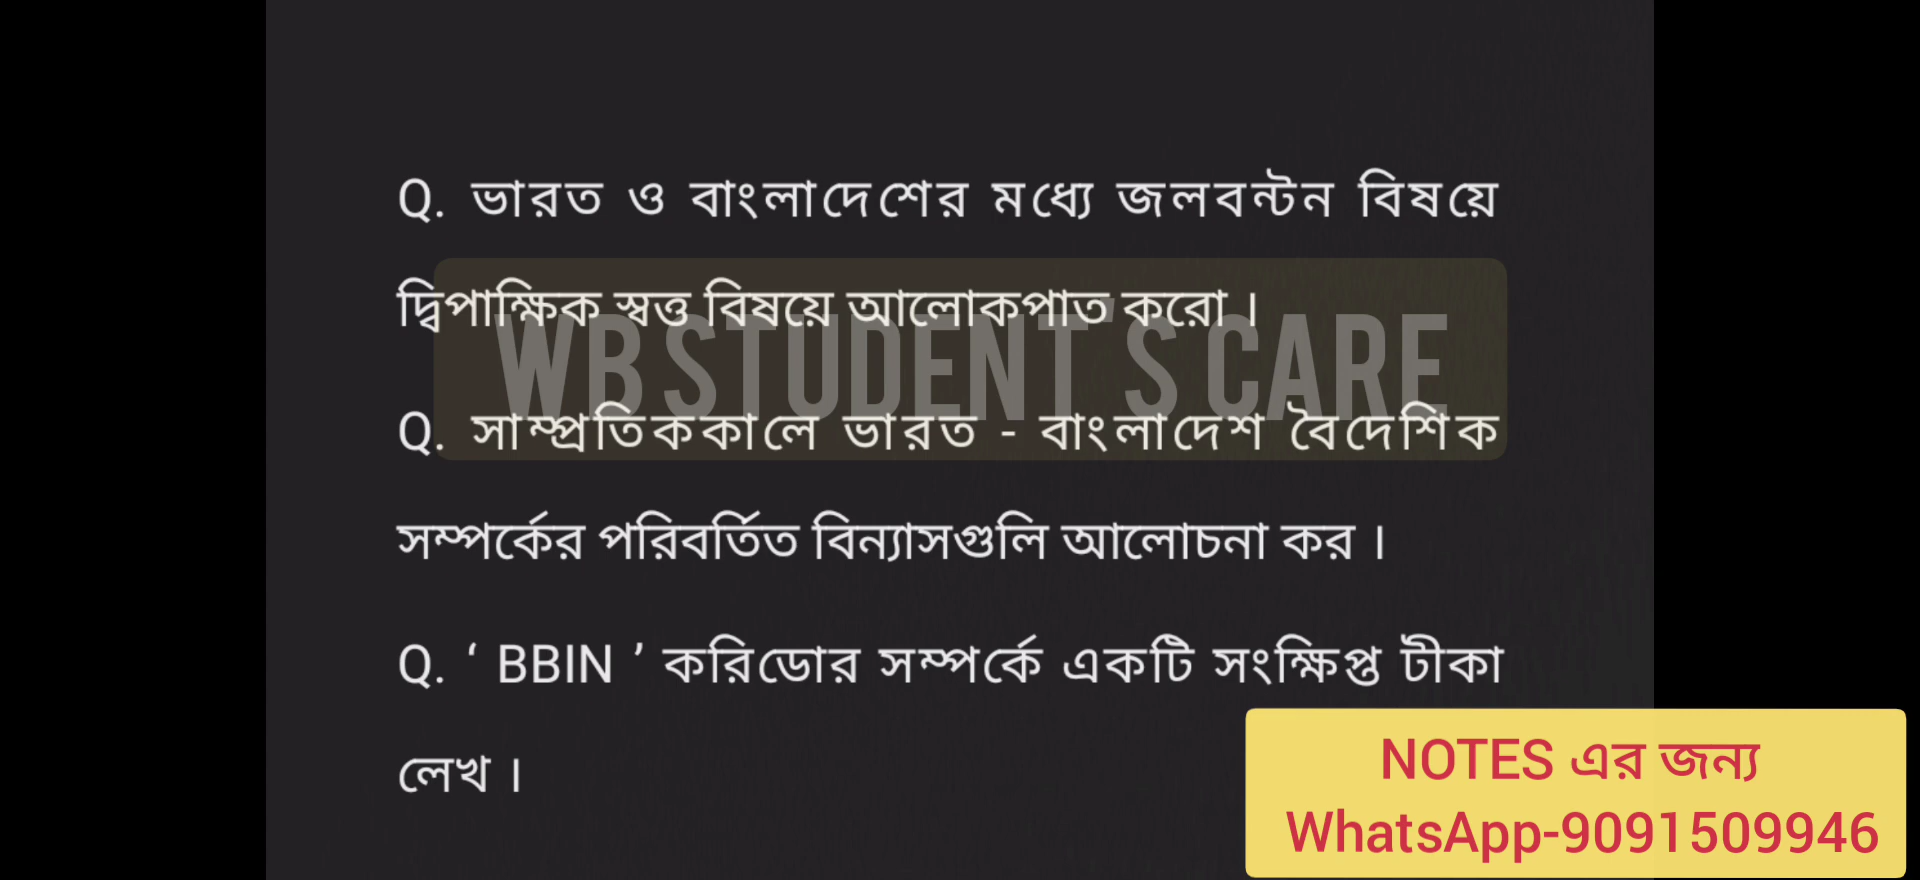 Q. ভারত ও বাংলাদেশের মধ্যে জলবন্টন বিষয়ে
দ্বিপাক্ষিক স্বত্ত বিষয়ে আলোকপাত করো ।
WB STUDENT'S CARE
Q. সাম্প্রতিককালে ভারত - বাংলাদেশ বৈদেশিক
সম্পর্কের পরিবর্তিত বিন্যাসগুলি আলোচনা কর ।
Q. ‘ BBIN ’ করিডোর সম্পর্কে একটি সংক্ষিপ্ত টীকা
লেখ ।
NOTES এর জন্য
WhatsApp-9091509946